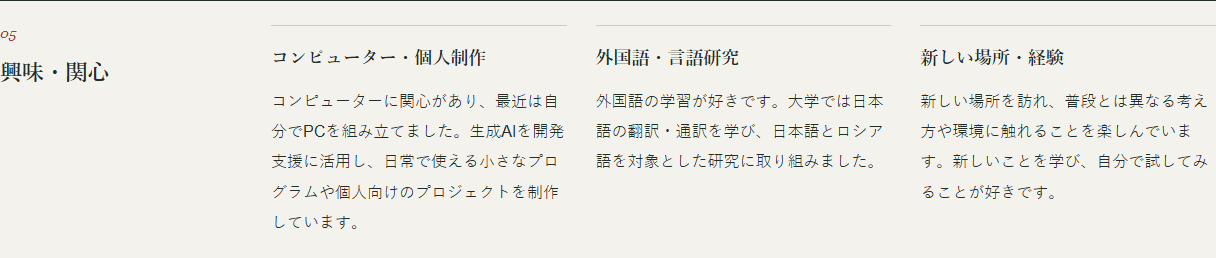 05
興味・関心
コンピューター・個人制作
コンピューターに関心があり、最近は自
分でPCを組み立てました。生成AIを開発
支援に活用し、日常で使える小さなプロ
グラムや個人向けのプロジェクトを制作
しています。
外国語・言語研究
外国語の学習が好きです。大学では日本
語の翻訳・通訳を学び、日本語とロシア
語を対象とした研究に取り組みました。
新しい場所・経験
新しい場所を訪れ、普段とは異なる考え
方や環境に触れることを楽しんでいま
す。新しいことを学び、自分で試してみ
ることが好きです。